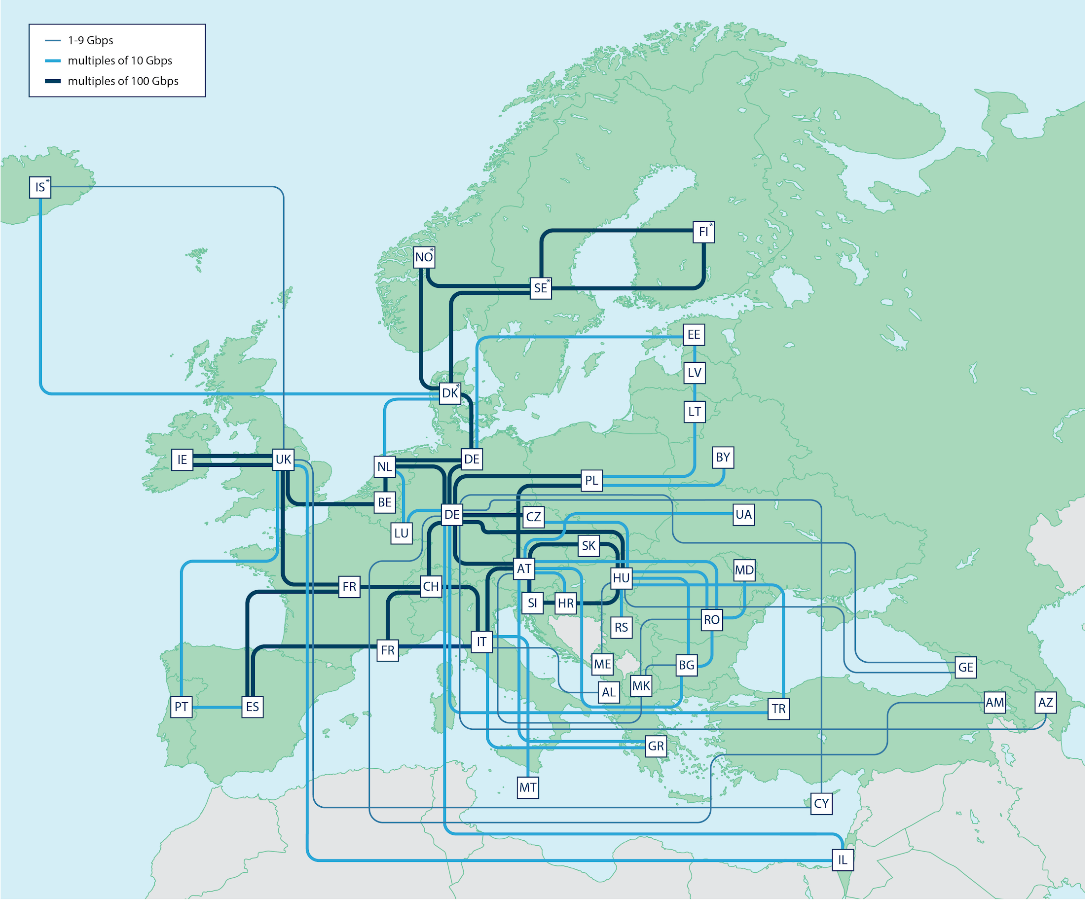 1-9 Gbps
multiples of 10 Gbps
multiples of 100 Gbps
IS*
FI*
NO*
SE*
EE
LV
DK*
LT
IE
UK
NL
DE
BY
PL
BE
LU
DE
CZ
UA
SK
AT
HU
MD
FR
CH
SI
HR
RS
RO
FR
IT
ME
BG
GE
MK
AL
PT
ES
TR
AM
AZ
GR
MT
CY
IL